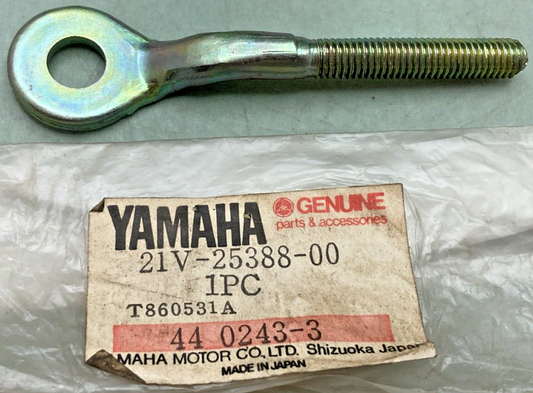 YAMAHA GENUINE
parts & accessories
21V-25388-00
1PC
T860531A
44 0243-3
MAHA MOTOR CO., LTD. Shizuoka Japan
MADE IN JAPAN